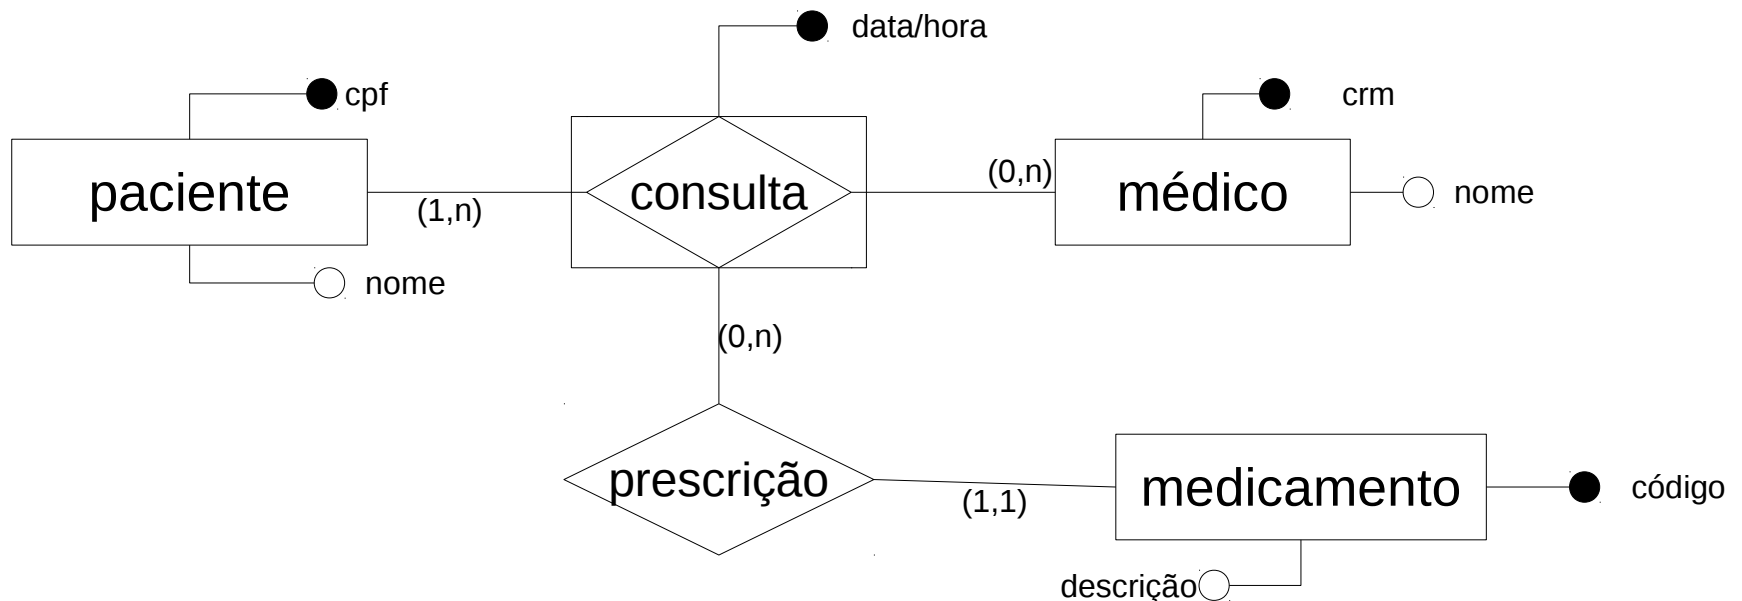 data/hora
cpf
crm
paciente
(1,n)
consulta
(0,n)
médico
nome
nome
(0,n)
prescrição
(1,1)
medicamento
código
descrição